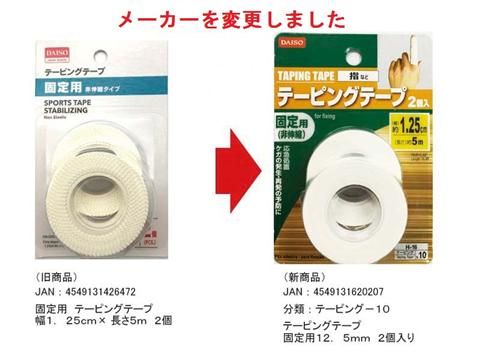 メーカーを変更しました
DAISO
テーピングテープ
固定用 非伸縮タイプ
SPORTS TAPE
STABILIZING
Non Elastic
DAISO
TAPING TAPE 指など
テーピングテープ
2個入
固定用
(非伸縮)
for fixing
幅 約1.25cm
長さ 約5m
応急処置
ケガの発生・再発の予防に
H-16
10
(旧商品)
JAN:4549131426472
固定用 テーピングテープ
幅1.25cm×長さ5m 2個
(新商品)
JAN:4549131620207
分類:テーピング-10
テーピングテープ
固定用12.5mm 2個入り